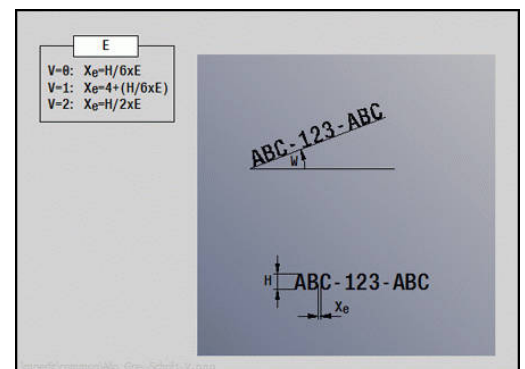 E
V=0: Xe=H/6xE
V=1: Xe=4+(H/6xE)
V=2: Xe=H/2xE
ABC-123-ABC
W
H
ABC-123-ABC
Xe